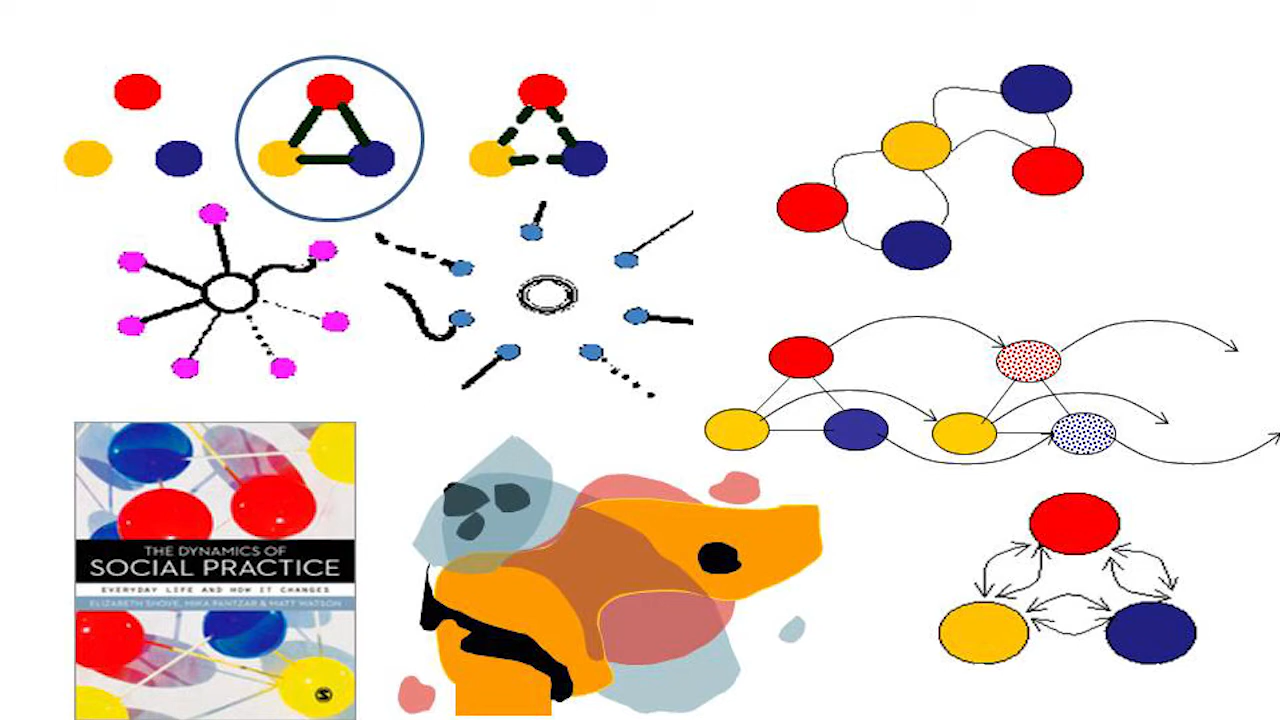 THE DYNAMICS OF
SOCIAL PRACTICE
EVERYDAY LIFE AND HOW IT CHANGES
ELIZABETH SHOVE, MIKA PANTZAR & MATT WATSON